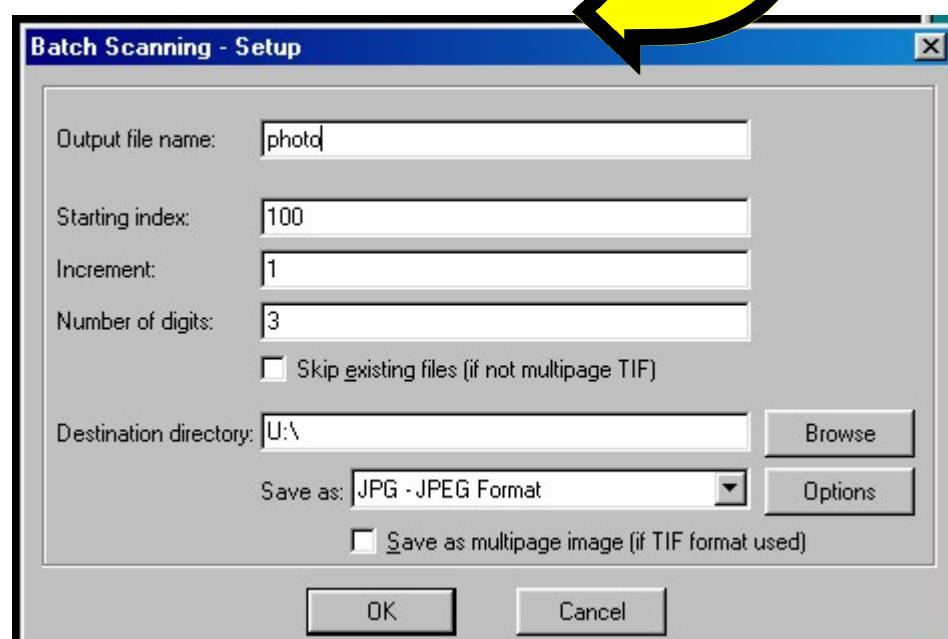 Batch Scanning - Setup
Output file name: photo
Starting index: 100
Increment: 1
Number of digits: 3
Skip existing files (if not multipage TIF)
Destination directory: U:\ Browse
Save as: JPG - JPEG Format Options
Save as multipage image (if TIF format used)
OK Cancel